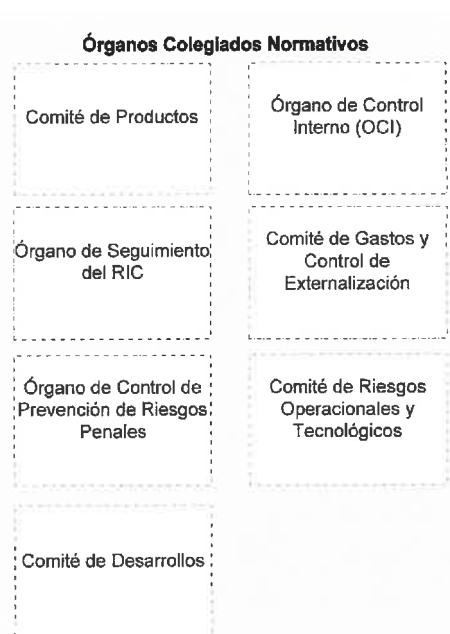 Órganos Colegiados Normativos
Comité de Productos
Órgano de Control
Interno (OCI)
Órgano de Seguimiento
del RIC
Comité de Gastos y
Control de
Externalización
Órgano de Control de
Prevención de Riesgos
Penales
Comité de Riesgos
Operacionales y
Tecnológicos
Comité de Desarrollos